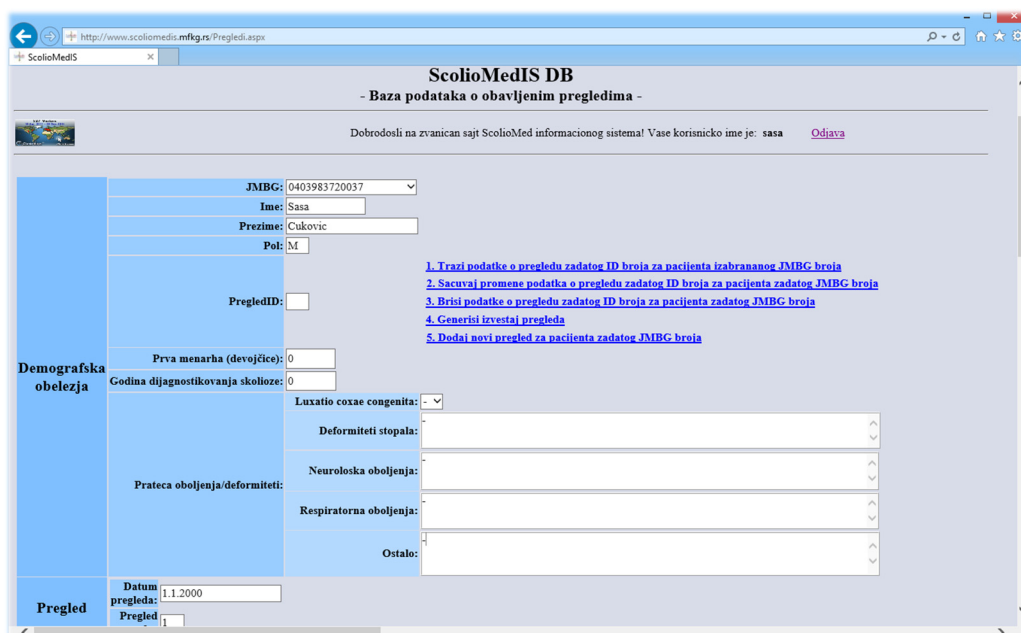 http://www.scoliomedis.mfkg.rs/Pregledi.aspx
ScolioMedIS
ScolioMedIS DB
- Baza podataka o obavljenim pregledima -
Dobrodosli na zvanican sajt ScolioMed informacionog sistema! Vase korisnicko ime je: sasa Odjava
JMBG: 0403983720037
Ime: Sasa
Prezime: Cukovic
Pol: M
PregledID:
1. Trazi podatke o pregledu zadatog ID broja za pacijenta izabrananog JMBG broja
2. Sacuvaj promene podatka o pregledu zadatog ID broja za pacijenta zadatog JMBG broja
3. Brisi podatke o pregledu zadatog ID broja za pacijenta zadatog JMBG broja
4. Generisi izvestaj pregleda
5. Dodaj novi pregled za pacijenta zadatog JMBG broja
Demografska
obelezja
Prva menarha (devojčice): 0
Godina dijagnostikovanja skolioze: 0
Prateca oboljenja/deformiteti:
Luxatio coxae congenita: -
Deformiteti stopala: -
Neuroloska oboljenja: -
Respiratorna oboljenja: -
Ostalo: -
Pregled
Datum
pregleda: 1.1.2000
Pregled 1